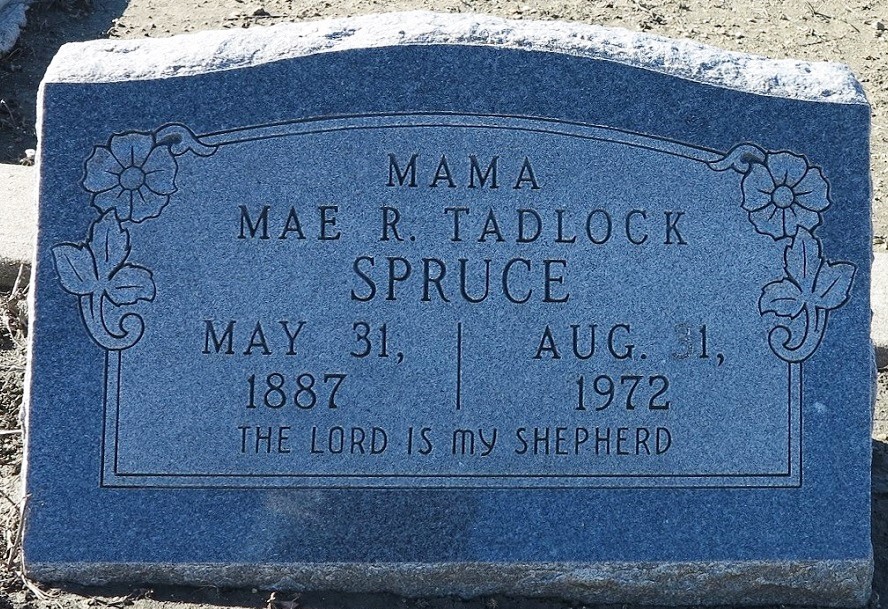 MAMA
MAE R. TADLOCK
SPRUCE
MAY 31, AUG. 31,
1887 1972
THE LORD IS my SHEPHERD